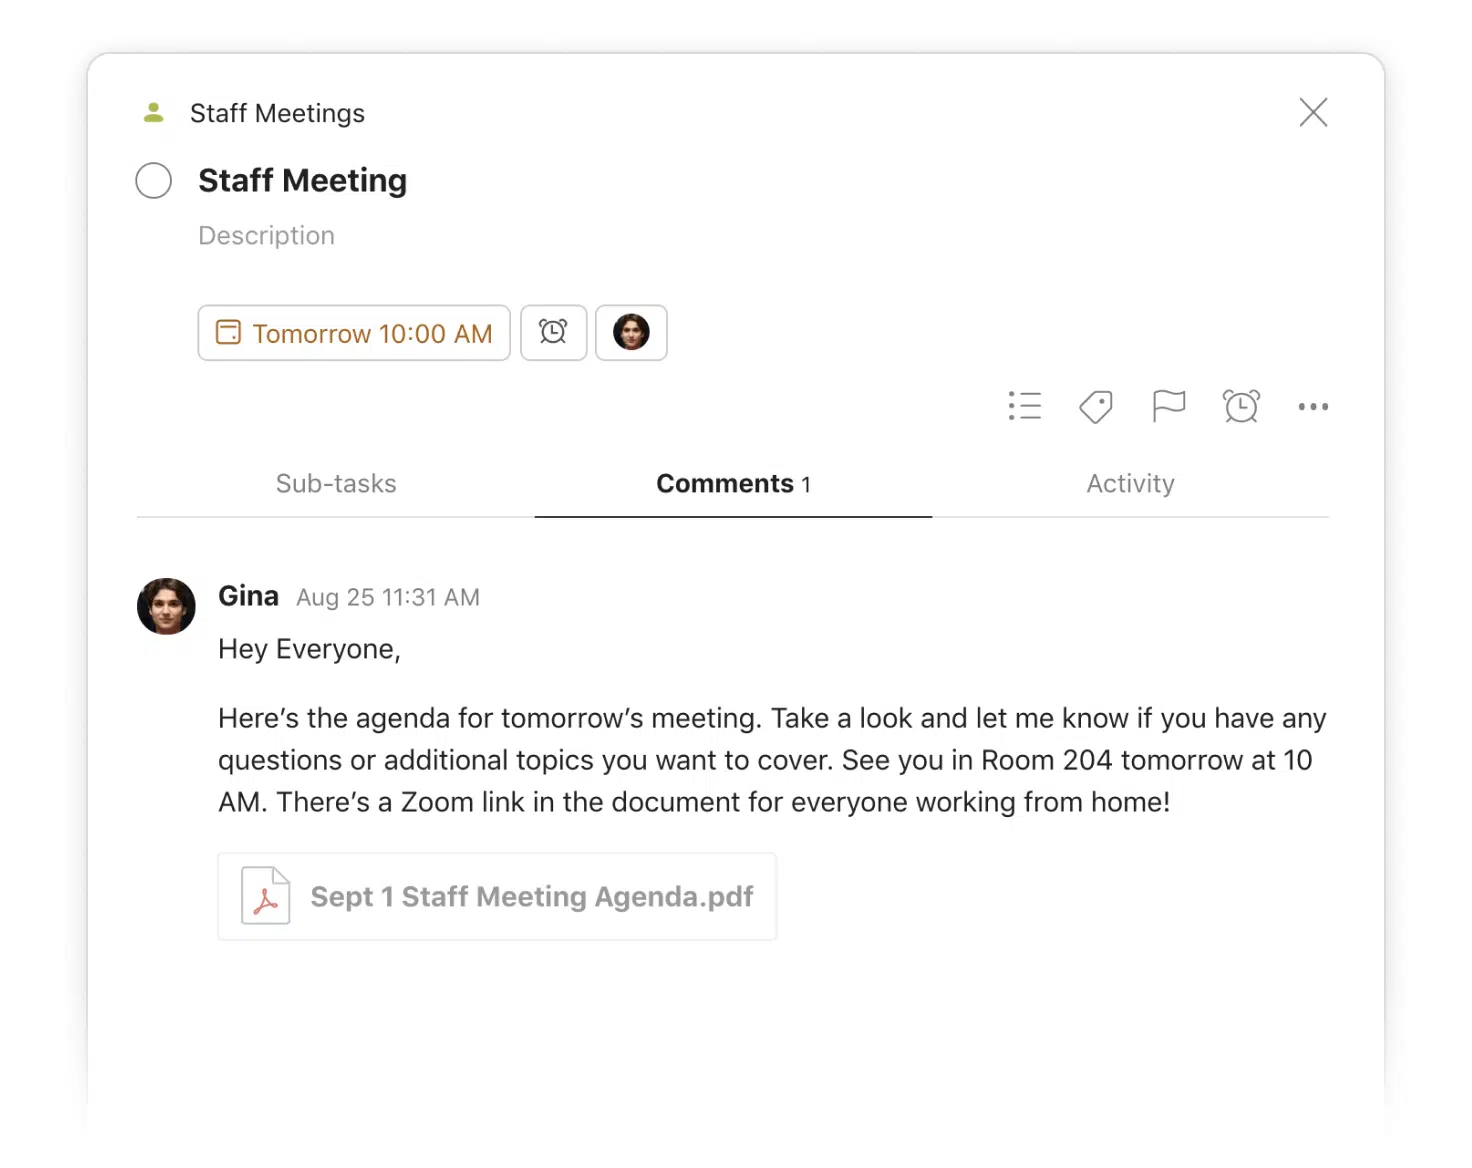 Staff Meetings
Staff Meeting
Description
Tomorrow 10:00 AM
Sub-tasks
Comments 1
Activity
Gina Aug 25 11:31 AM
Hey Everyone,
Here’s the agenda for tomorrow’s meeting. Take a look and let me know if you have any
questions or additional topics you want to cover. See you in Room 204 tomorrow at 10
AM. There’s a Zoom link in the document for everyone working from home!
Sept 1 Staff Meeting Agenda.pdf